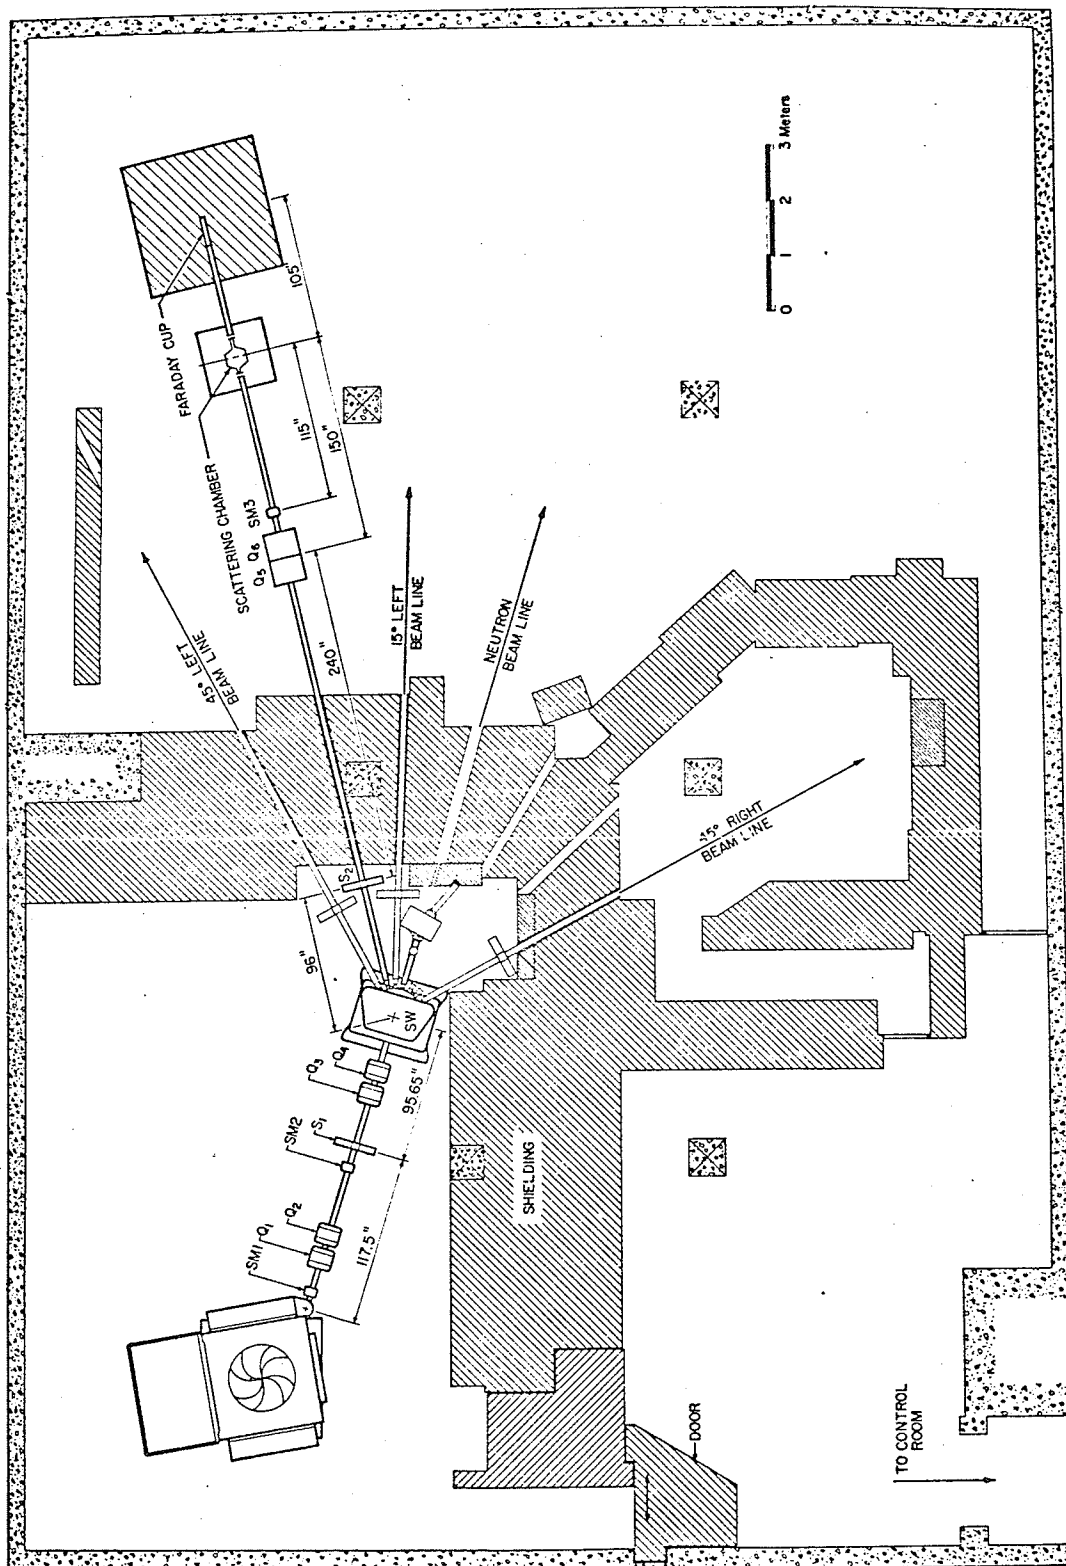 FARADAY CUP
SCATTERING CHAMBER
105"
115"
150"
Q5 Q6 SM3
240"
45° LEFT
BEAM LINE
15° LEFT
BEAM LINE
NEUTRON
BEAM LINE
45° RIGHT
BEAM LINE
0 1 2 3 Meters
S2
96"
SW
Q3 Q4
95.65"
SM2
S1
SM1 Q1 Q2
117.5"
SHIELDING
DOOR
TO CONTROL
ROOM